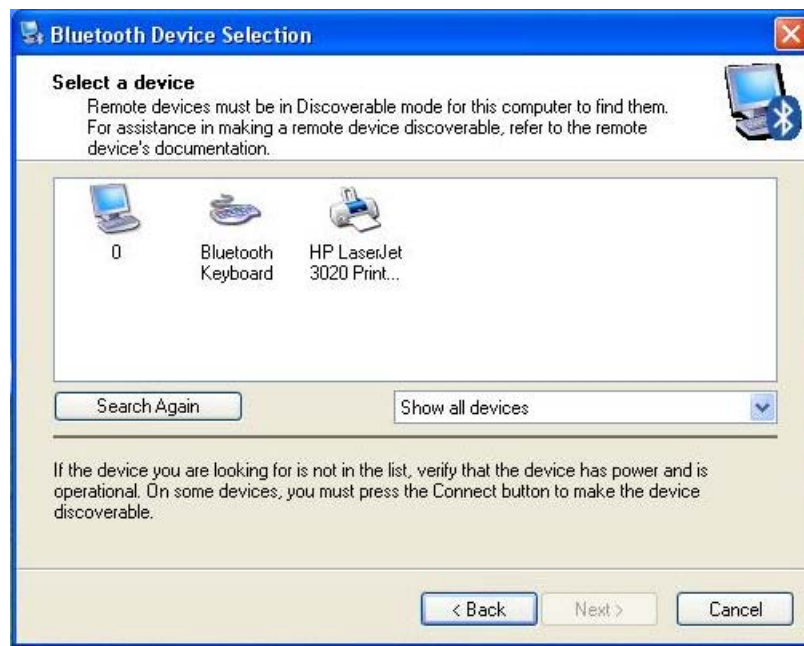 Bluetooth Device Selection
Select a device
Remote devices must be in Discoverable mode for this computer to find them.
For assistance in making a remote device discoverable, refer to the remote
device's documentation.
0
Bluetooth
Keyboard
HP LaserJet
3020 Print...
Search Again
Show all devices
If the device you are looking for is not in the list, verify that the device has power and is
operational. On some devices, you must press the Connect button to make the device
discoverable.
< Back
Next >
Cancel